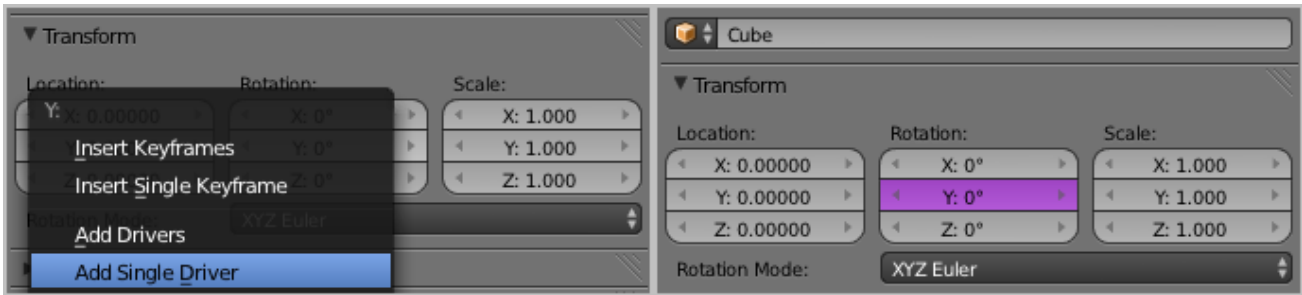 Transform
Location: Rotation: Scale:
Y:
X: 0.00000 X: 0° X: 1.000
Insert Keyframes
Y: 0° Y: 1.000
Insert Single Keyframe
Z: 0° Z: 1.000
Rotation Mode: XYZ Euler
Add Drivers
Add Single Driver
Cube
Transform
Location: Rotation: Scale:
X: 0.00000 X: 0° X: 1.000
Y: 0.00000 Y: 0° Y: 1.000
Z: 0.00000 Z: 0° Z: 1.000
Rotation Mode: XYZ Euler